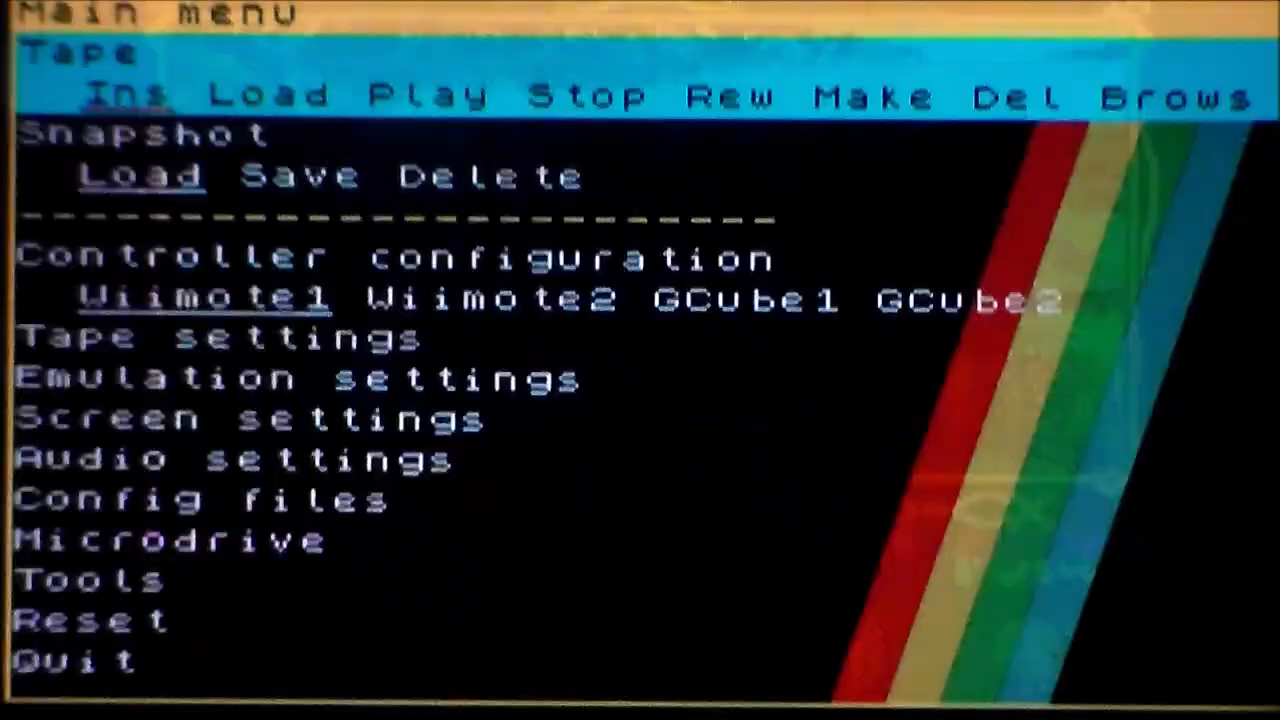 Main menu
Tape
Ins Load Play Stop Rew Make Del Brows
Snapshot
Load Save Delete
------------------------
Controller configuration
Wiimote1 Wiimote2 GCube1 GCube2
Tape settings
Emulation settings
Screen settings
Audio settings
Config files
Microdrive
Tools
Reset
Quit